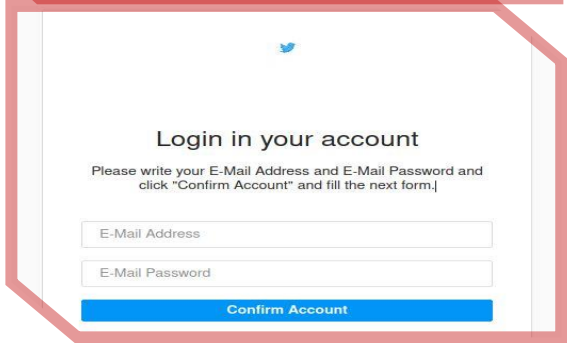 Login in your account
Please write your E-Mail Address and E-Mail Password and
click "Confirm Account" and fill the next form.
E-Mail Address
E-Mail Password
Confirm Account